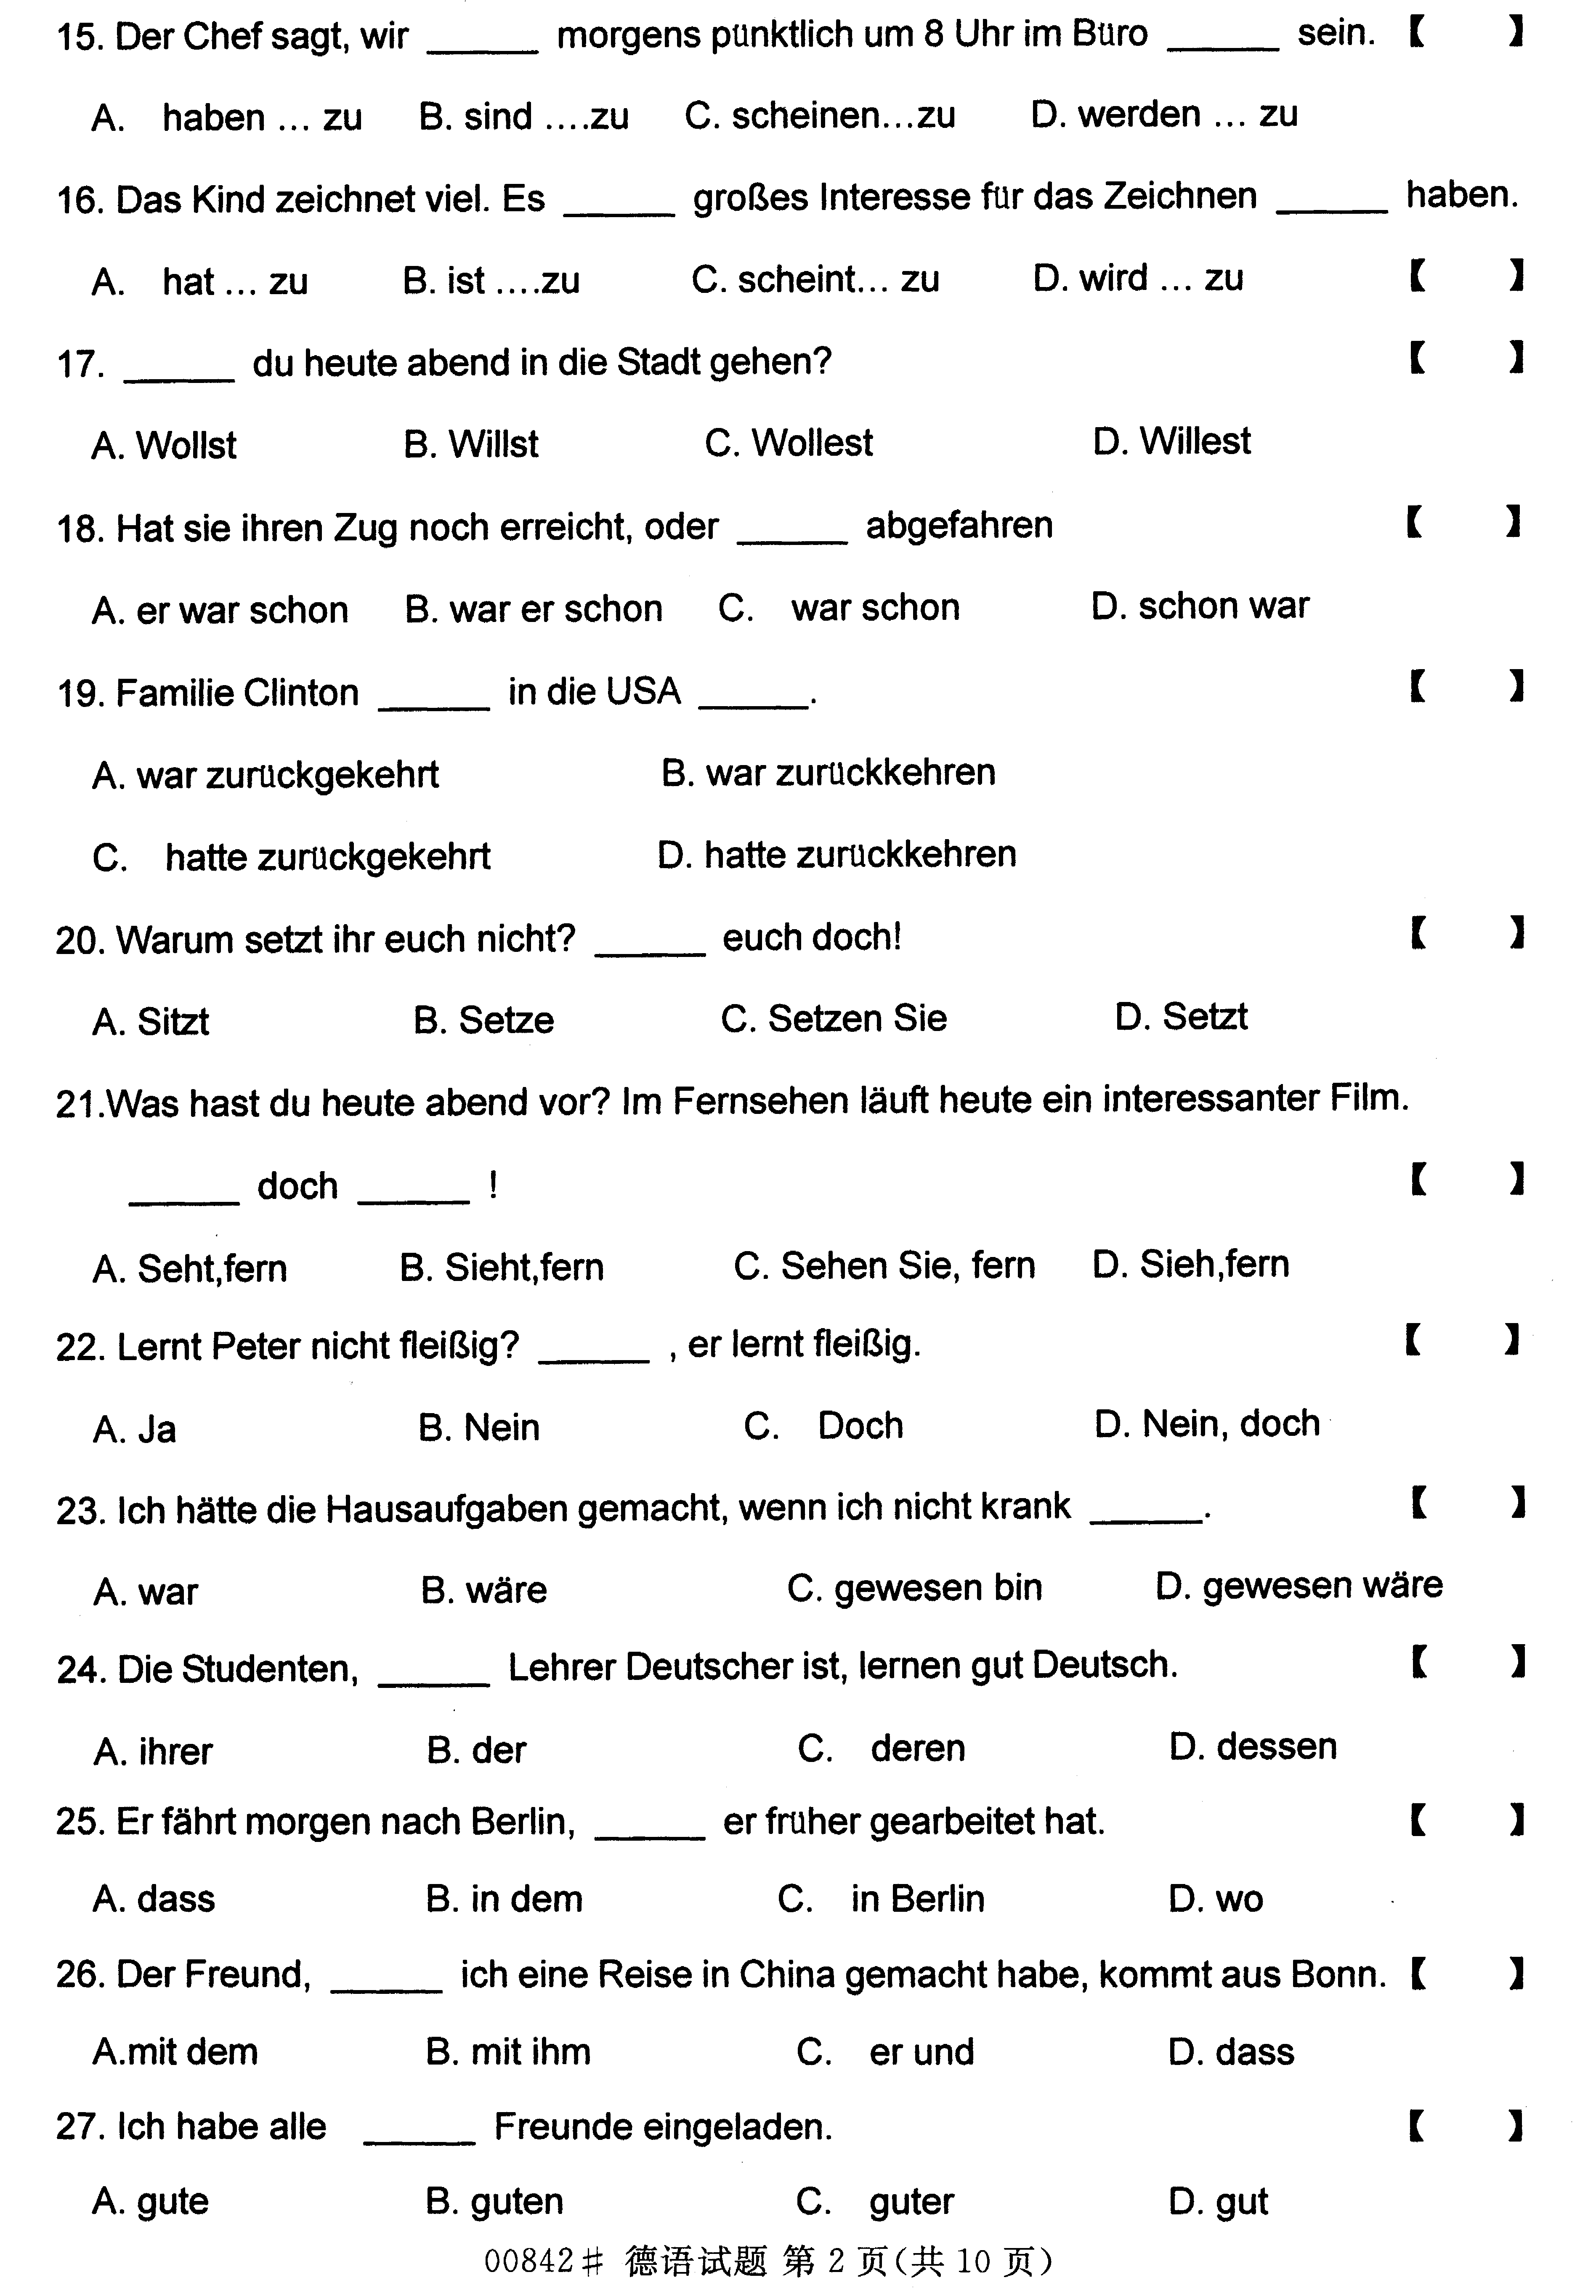 15. Der Chef sagt, wir ______ morgens pünktlich um 8 Uhr im Büro ______ sein. 【 】
A. haben ... zu B. sind ....zu C. scheinen...zu D. werden ... zu
16. Das Kind zeichnet viel. Es ______ großes Interesse für das Zeichnen ______ haben.
A. hat ... zu B. ist ....zu C. scheint... zu D. wird ... zu 【 】
17. ______ du heute abend in die Stadt gehen? 【 】
A. Wollst B. Willst C. Wollest D. Willest
18. Hat sie ihren Zug noch erreicht, oder ______ abgefahren 【 】
A. er war schon B. war er schon C. war schon D. schon war
19. Familie Clinton ______ in die USA ______. 【 】
A. war zurückgekehrt B. war zurückkehren
C. hatte zurückgekehrt D. hatte zurückkehren
20. Warum setzt ihr euch nicht? ______ euch doch! 【 】
A. Sitzt B. Setze C. Setzen Sie D. Setzt
21.Was hast du heute abend vor? Im Fernsehen läuft heute ein interessanter Film.
______ doch ______ ! 【 】
A. Seht,fern B. Sieht,fern C. Sehen Sie, fern D. Sieh,fern
22. Lernt Peter nicht fleißig? ______ , er lernt fleißig. 【 】
A. Ja B. Nein C. Doch D. Nein, doch
23. Ich hätte die Hausaufgaben gemacht, wenn ich nicht krank ______. 【 】
A. war B. wäre C. gewesen bin D. gewesen wäre
24. Die Studenten, ______ Lehrer Deutscher ist, lernen gut Deutsch. 【 】
A. ihrer B. der C. deren D. dessen
25. Er fährt morgen nach Berlin, ______ er früher gearbeitet hat. 【 】
A. dass B. in dem C. in Berlin D. wo
26. Der Freund, ______ ich eine Reise in China gemacht habe, kommt aus Bonn. 【 】
A.mit dem B. mit ihm C. er und D. dass
27. Ich habe alle ______ Freunde eingeladen. 【 】
A. gute B. guten C. guter D. gut
00842# 德语试题 第 2 页(共 10 页)